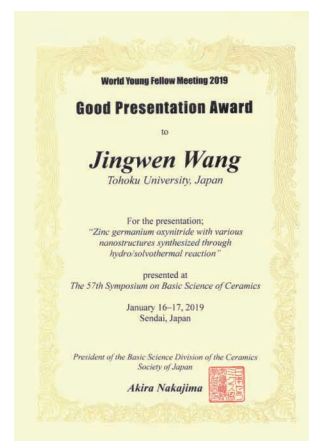 World Young Fellow Meeting 2019
Good Presentation Award
to
Jingwen Wang
Tohoku University, Japan
For the presentation;
"Zinc germanium oxynitride with various
nanostructures synthesized through
hydro/solvothermal reaction"
presented at
The 57th Symposium on Basic Science of Ceramics
January 16–17, 2019
Sendai, Japan
President of the Basic Science Division of the Ceramics
Society of Japan
Akira Nakajima